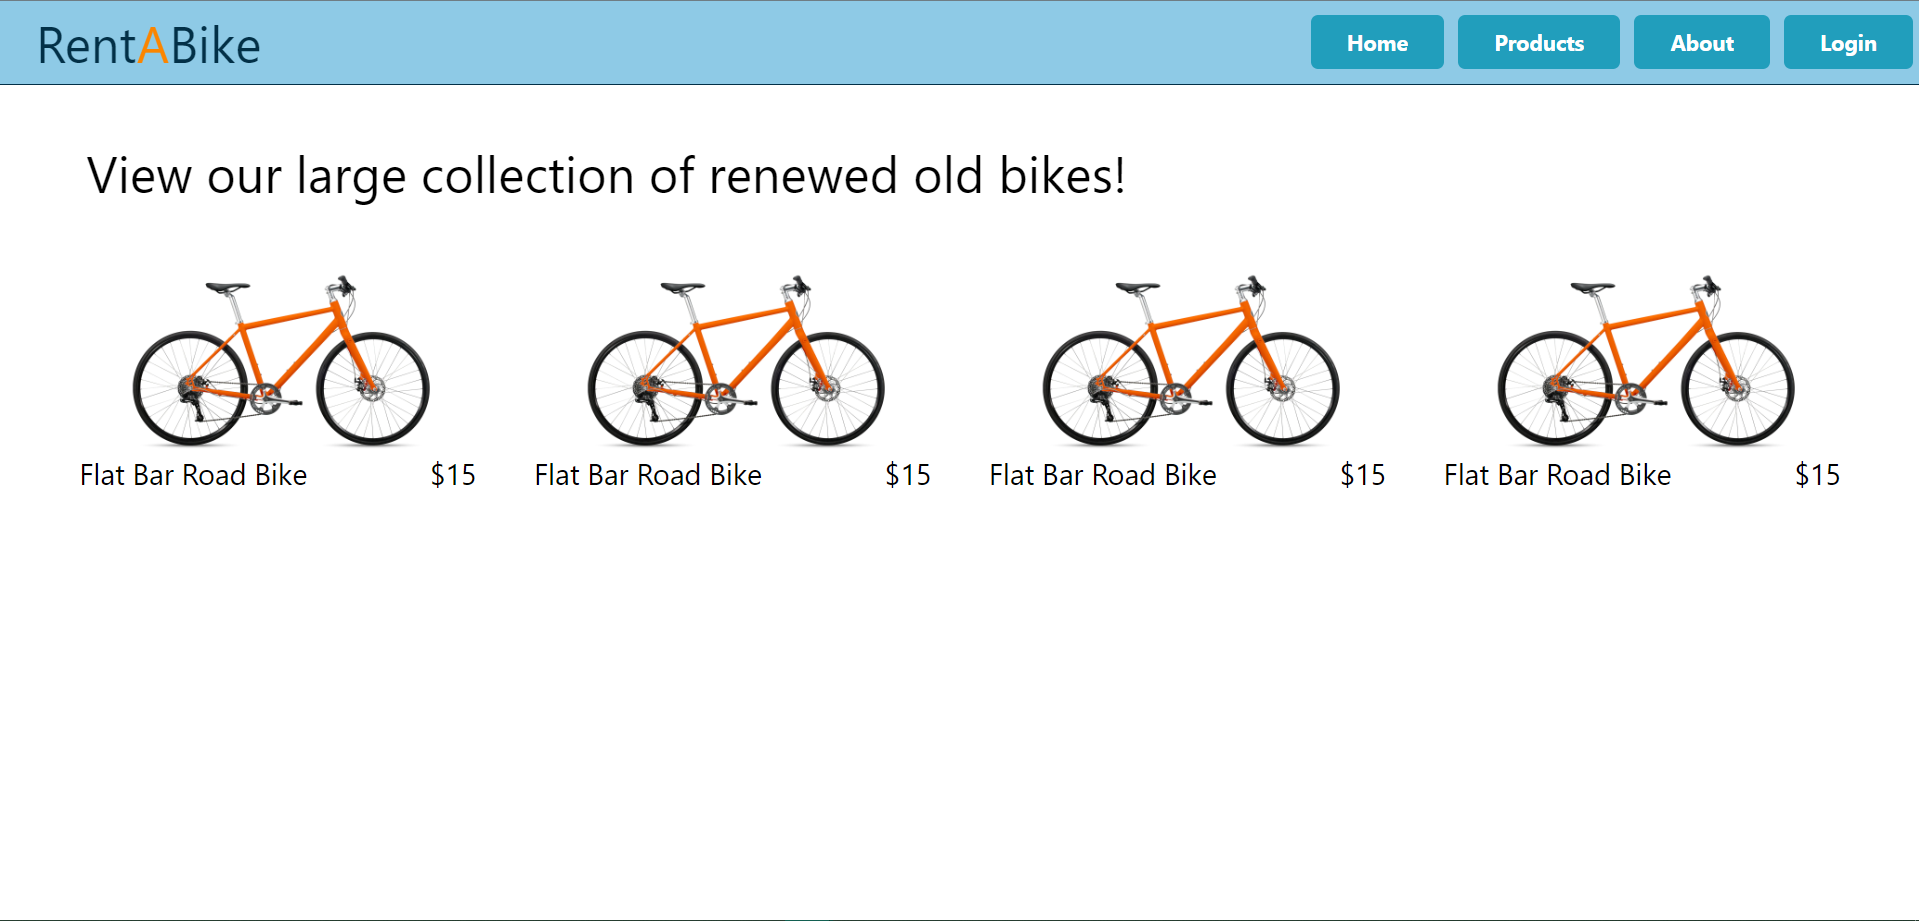 RentABike Home Products About Login
View our large collection of renewed old bikes!
Flat Bar Road Bike $15 Flat Bar Road Bike $15 Flat Bar Road Bike $15 Flat Bar Road Bike $15